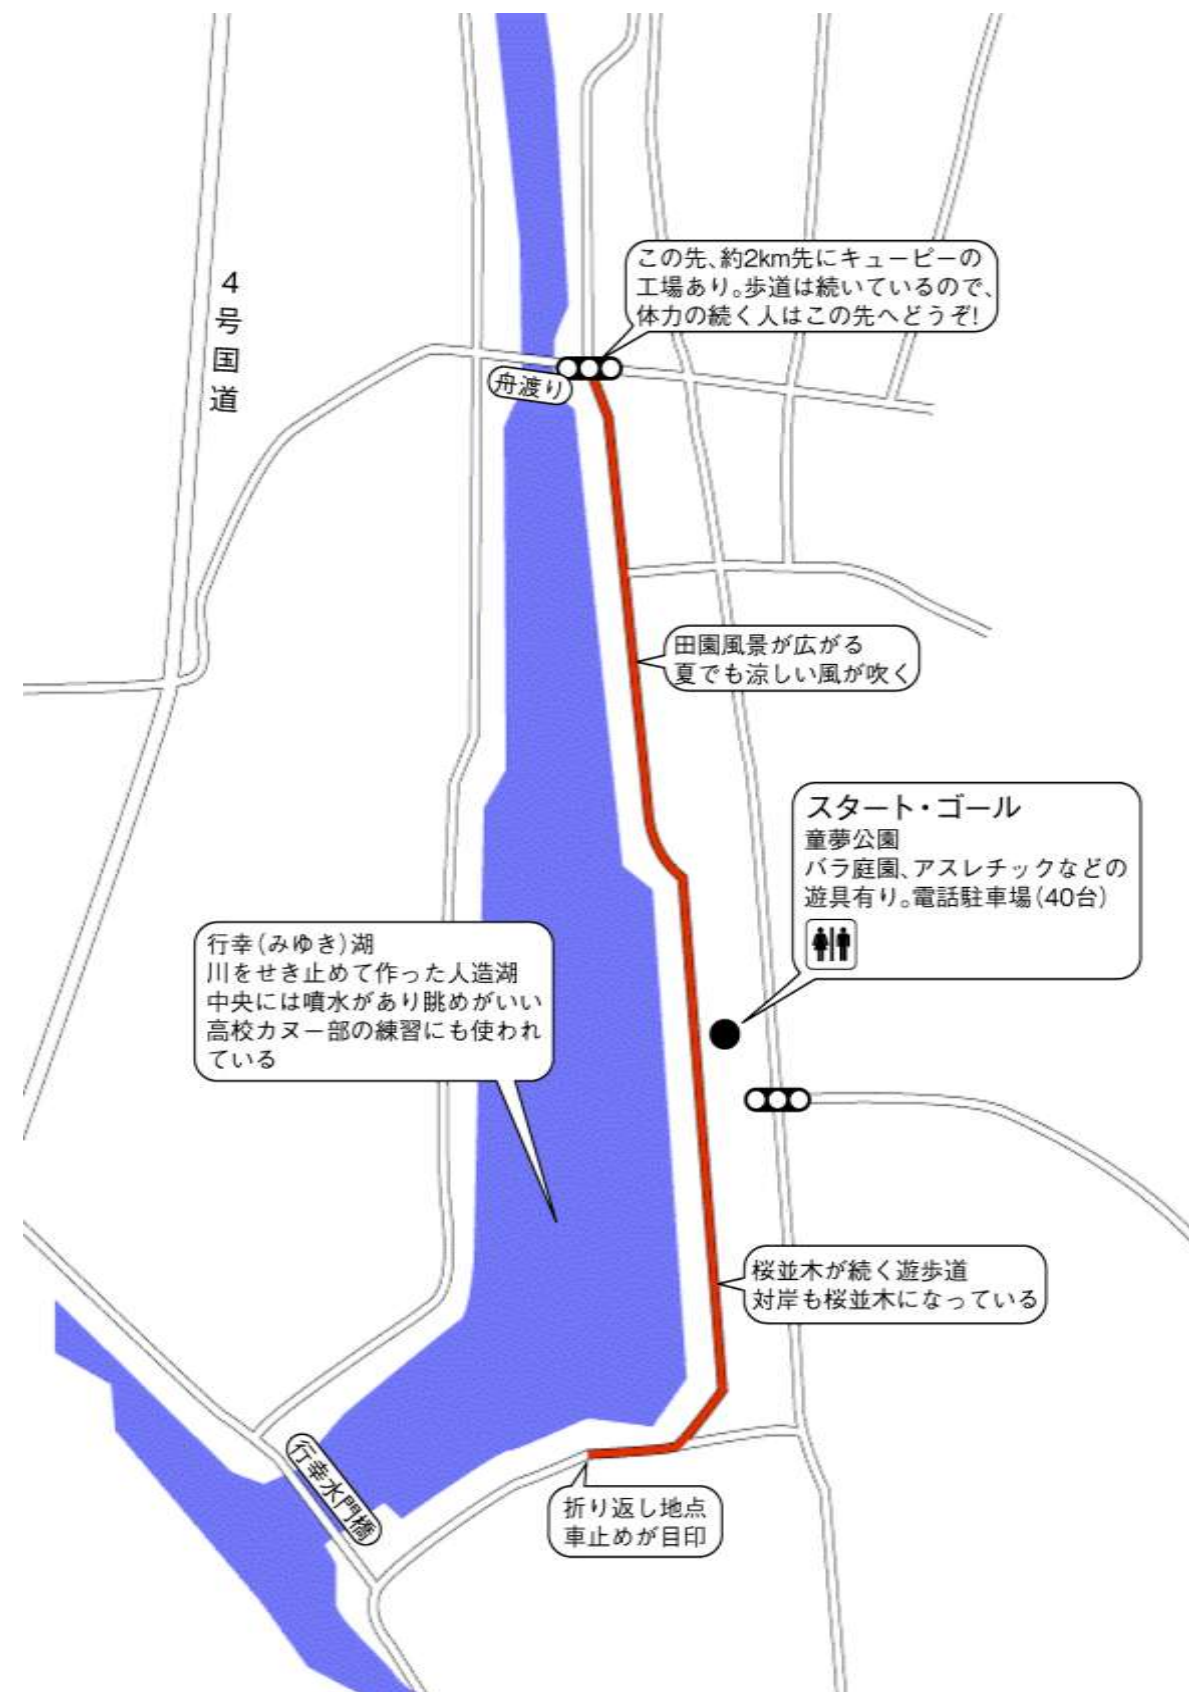 この先、約2km先にキューピーの
工場あり。歩道は続いているので、
体力の続く人はこの先へどうぞ!
4号国道
舟渡り
田園風景が広がる
夏でも涼しい風が吹く
スタート・ゴール
童夢公園
バラ庭園、アスレチックなどの
遊具有り。電話駐車場(40台)
行幸(みゆき)湖
川をせき止めて作った人造湖
中央には噴水があり眺めがいい
高校カヌー部の練習にも使われ
ている
桜並木が続く遊歩道
対岸も桜並木になっている
行幸水門橋
折り返し地点
車止めが目印